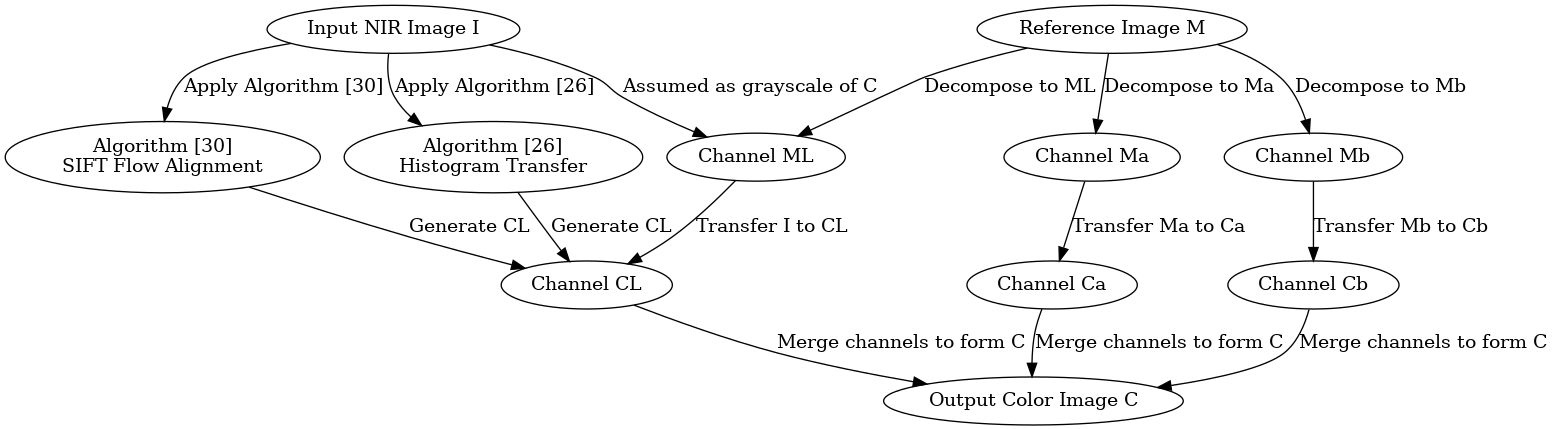 Input NIR Image I
Reference Image M
Apply Algorithm [30]
Apply Algorithm [26]
Assumed as grayscale of C
Decompose to ML
Decompose to Ma
Decompose to Mb
Algorithm [30]
SIFT Flow Alignment
Algorithm [26]
Histogram Transfer
Channel ML
Channel Ma
Channel Mb
Generate CL
Generate CL
Transfer I to CL
Transfer Ma to Ca
Transfer Mb to Cb
Channel CL
Channel Ca
Channel Cb
Merge channels to form C
Merge channels to form C
Merge channels to form C
Output Color Image C